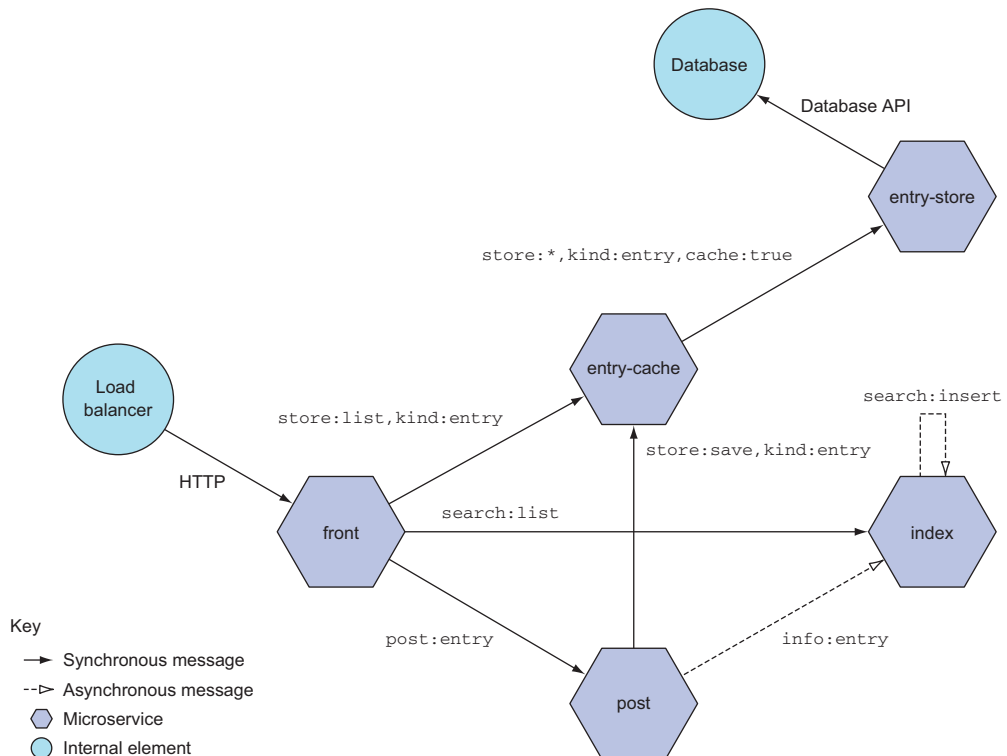 Database
Database API
entry-store
store:*,kind:entry,cache:true
entry-cache
Load
balancer
search:insert
store:list,kind:entry
store:save,kind:entry
HTTP
search:list
front
index
Key
post:entry
info:entry
Synchronous message
Asynchronous message
post
Microservice
Internal element